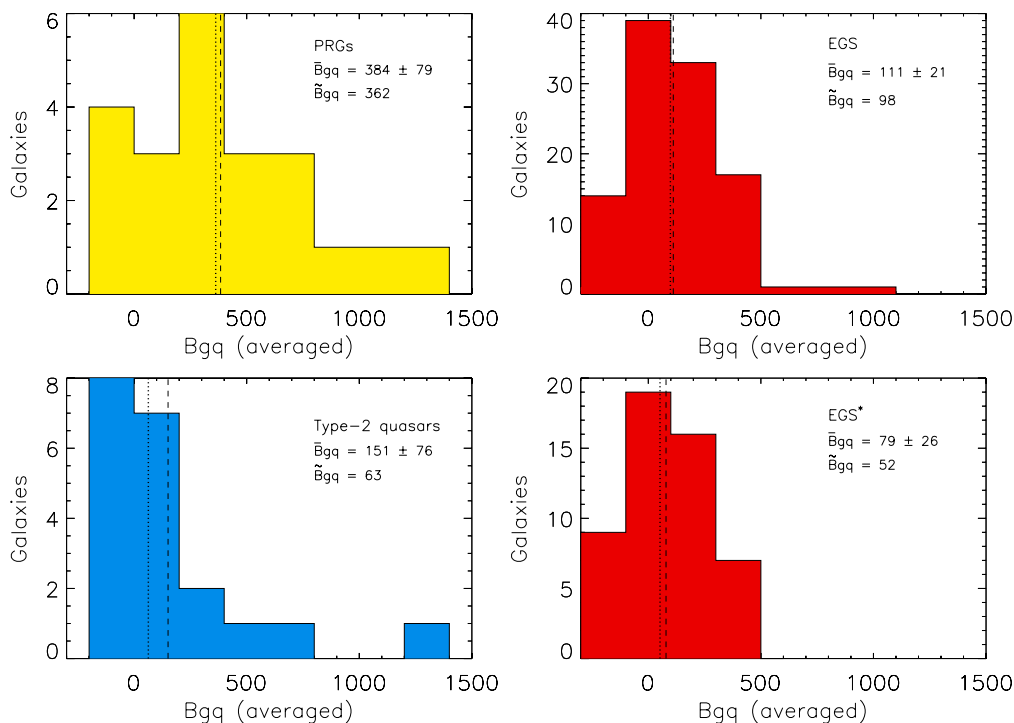 6
4
2
0
Galaxies
PRGs
B̄gq = 384 ± 79
B̃gq = 362
0 500 1000 1500
Bgq (averaged)
40
30
20
10
0
Galaxies
EGS
B̄gq = 111 ± 21
B̃gq = 98
0 500 1000 1500
Bgq (averaged)
8
6
4
2
0
Galaxies
Type-2 quasars
B̄gq = 151 ± 76
B̃gq = 63
0 500 1000 1500
Bgq (averaged)
20
15
10
5
0
Galaxies
EGS*
B̄gq = 79 ± 26
B̃gq = 52
0 500 1000 1500
Bgq (averaged)